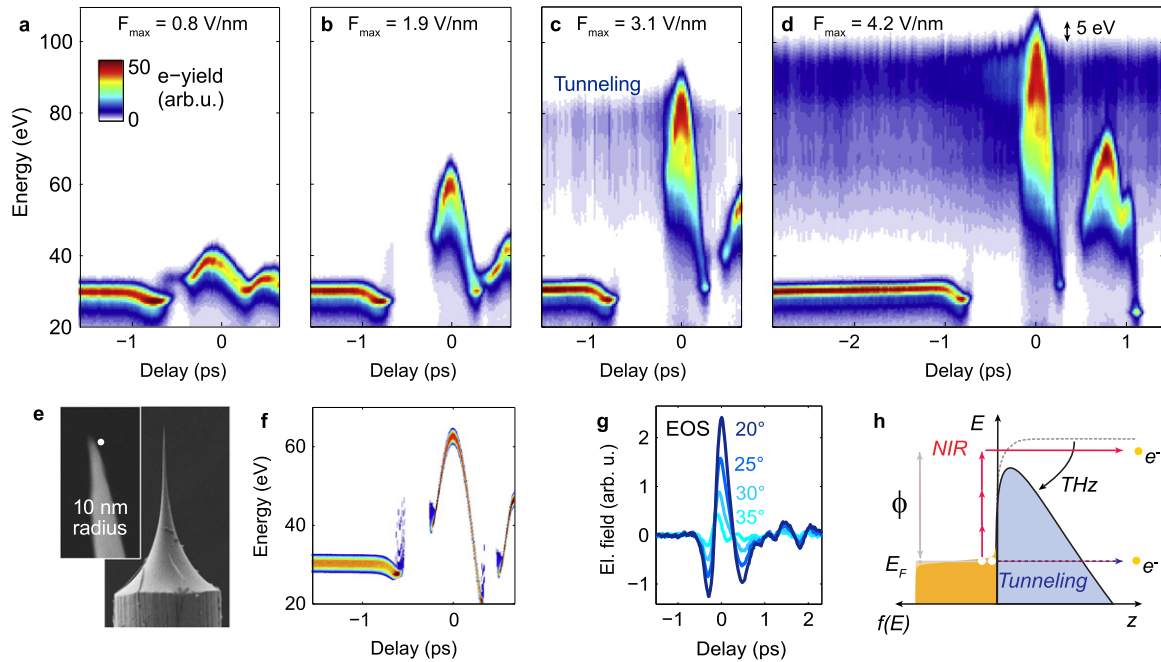 a F_max = 0.8 V/nm
b F_max = 1.9 V/nm
c F_max = 3.1 V/nm
d F_max = 4.2 V/nm
5 eV
50
e−yield
(arb.u.)
0
Tunneling
Energy (eV)
100
80
60
40
20
−1 0
Delay (ps)
−1 0
Delay (ps)
−1 0
Delay (ps)
−2 −1 0 1
Delay (ps)
e
10 nm
radius
f
Energy (eV)
60
40
20
−1 0
Delay (ps)
g
EOS
20°
25°
30°
35°
El. field (arb. u.)
2
1
0
−1
−1 0 1 2
Delay (ps)
h
E
NIR
e-
THz
ϕ
E_F
Tunneling
e-
f(E)
z